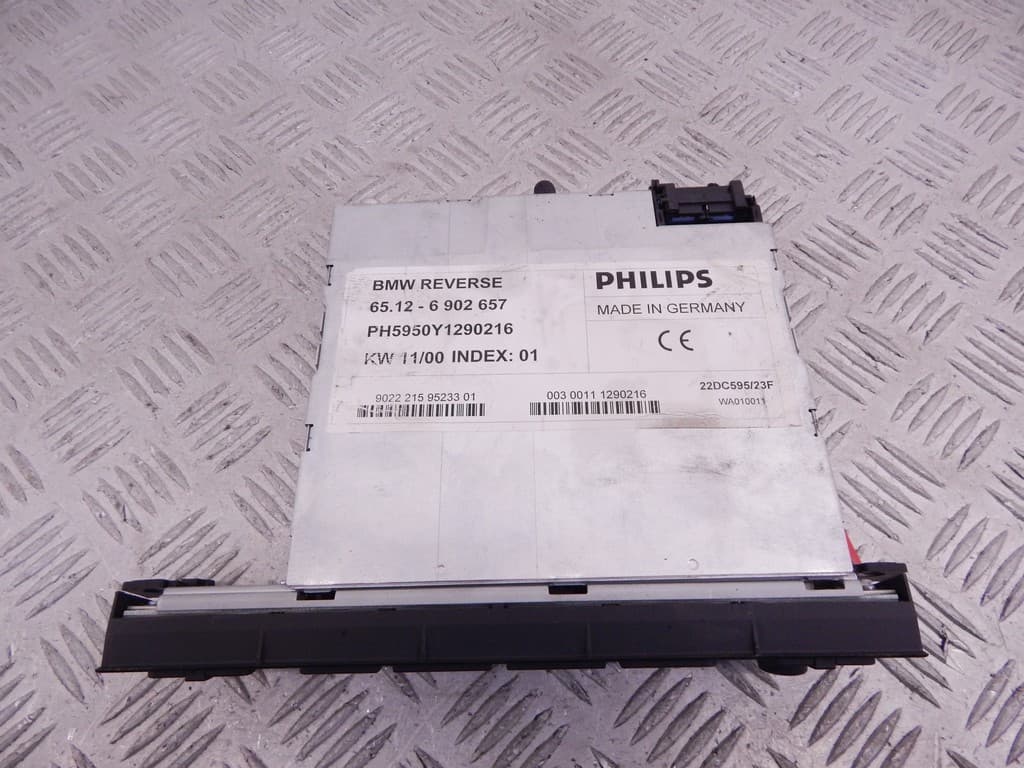 BMW REVERSE
65.12 - 6 902 657
PH5950Y1290216
KW 11/00 INDEX: 01
PHILIPS
MADE IN GERMANY
CE
9022 215 95233 01
003 0011 1290216
22DC595/23F
WA010011